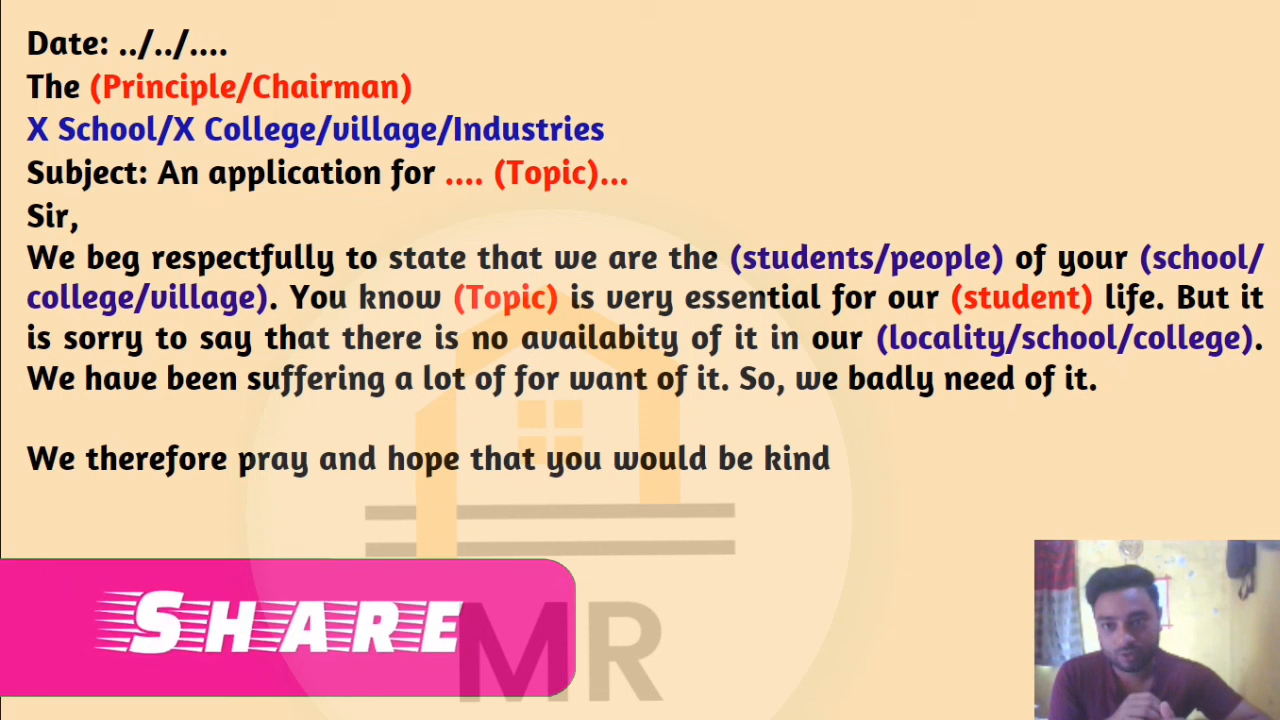 Date: ../../....
The (Principle/Chairman)
X School/X College/village/Industries
Subject: An application for .... (Topic)...
Sir,
We beg respectfully to state that we are the (students/people) of your (school/
college/village). You know (Topic) is very essential for our (student) life. But it
is sorry to say that there is no availabity of it in our (locality/school/college).
We have been suffering a lot of for want of it. So, we badly need of it.
We therefore pray and hope that you would be kind
SHARE
MR